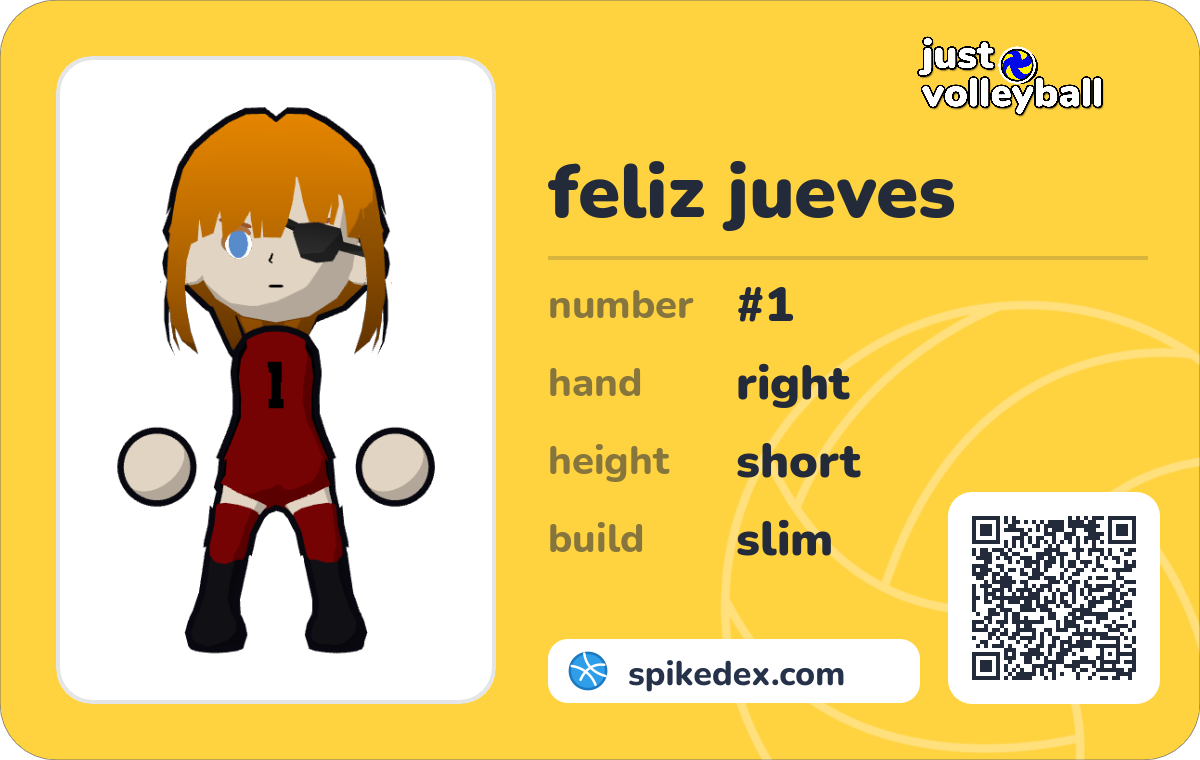 just
volleyball
feliz jueves
number #1
hand right
height short
build slim
1
spikedex.com